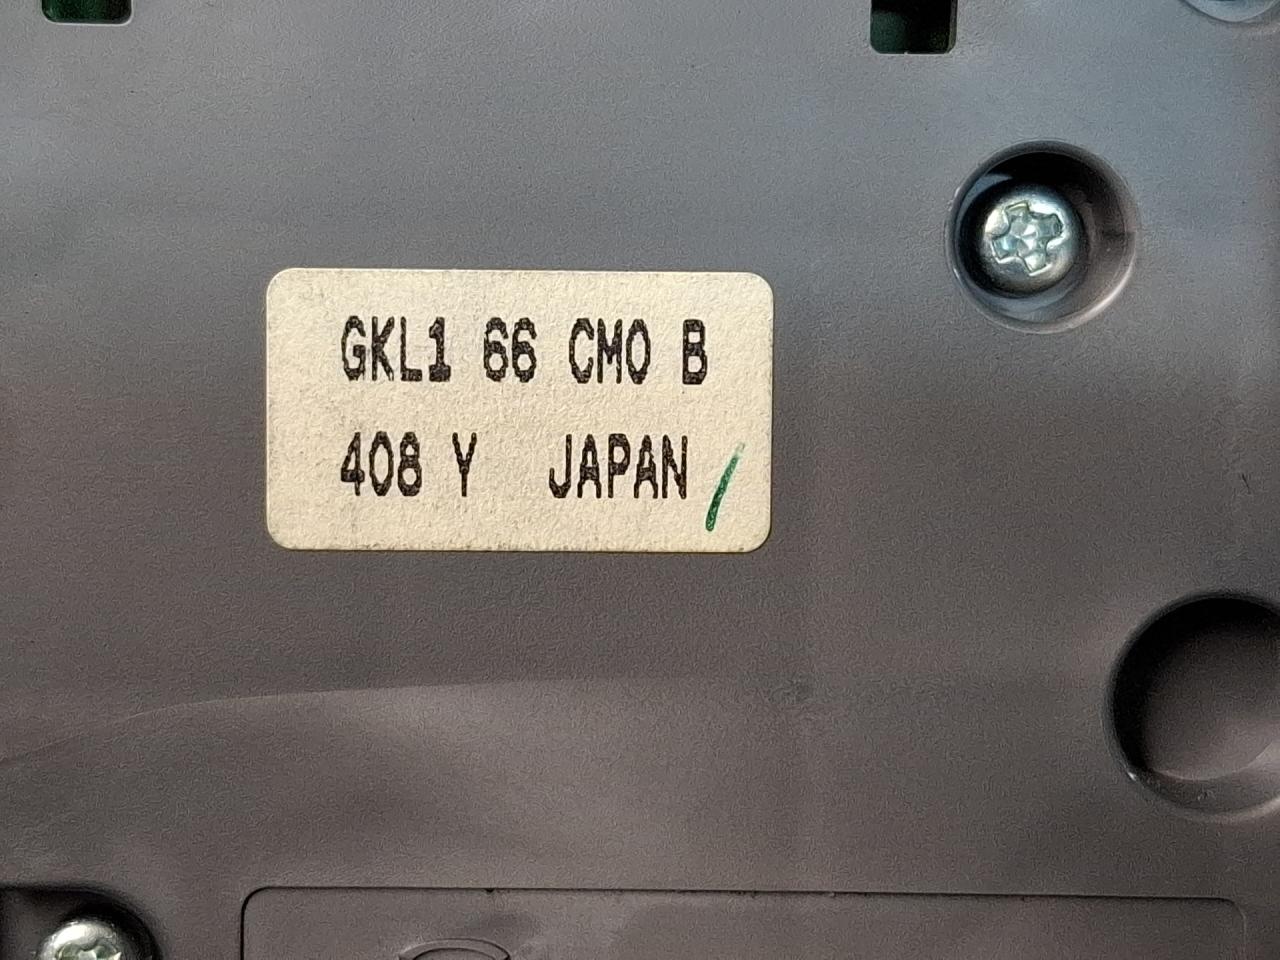 GKL1 66 CM0 B
408 Y JAPAN